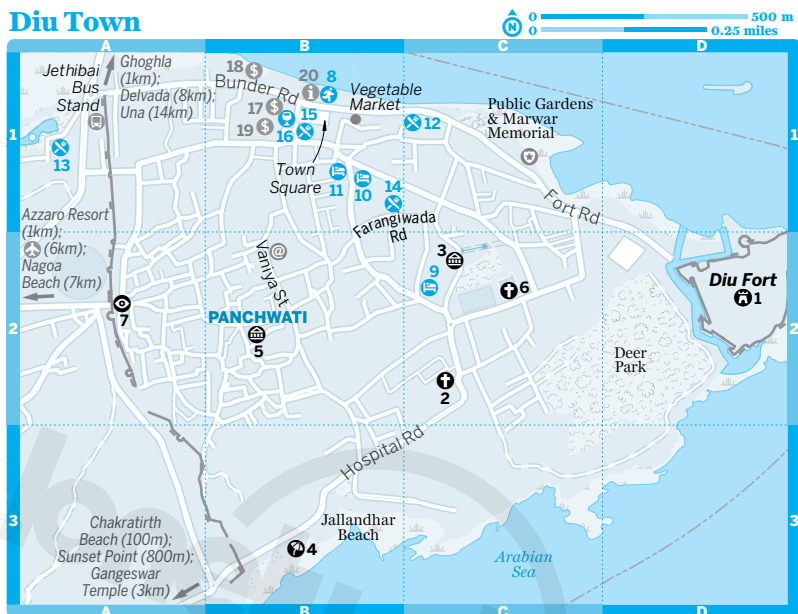 Diu Town
N
0 500 m
0 0.25 miles
A
B
C
D
Jethibai
Bus
Stand
Ghoghla
(1km);
Delvada (8km);
Una (14km)
18
Bunder Rd
20
8
Vegetable
Market
17
15
19
16
12
Public Gardens
& Marwar
Memorial
1
1
13
Town
Square
11
10
14
Fort Rd
Farangiwada
Rd
Azzaro Resort
(1km);
(6km);
Nagoa
Beach (7km)
@
Vaniya St
3
9
6
Diu Fort
1
7
PANCHWATI
5
2
2
Deer
Park
2
Hospital Rd
3
3
Chakratirth
Beach (100m);
Sunset Point (800m);
Gangeswar
Temple (3km)
Jallandhar
Beach
4
Arabian
Sea
A
B
C
D